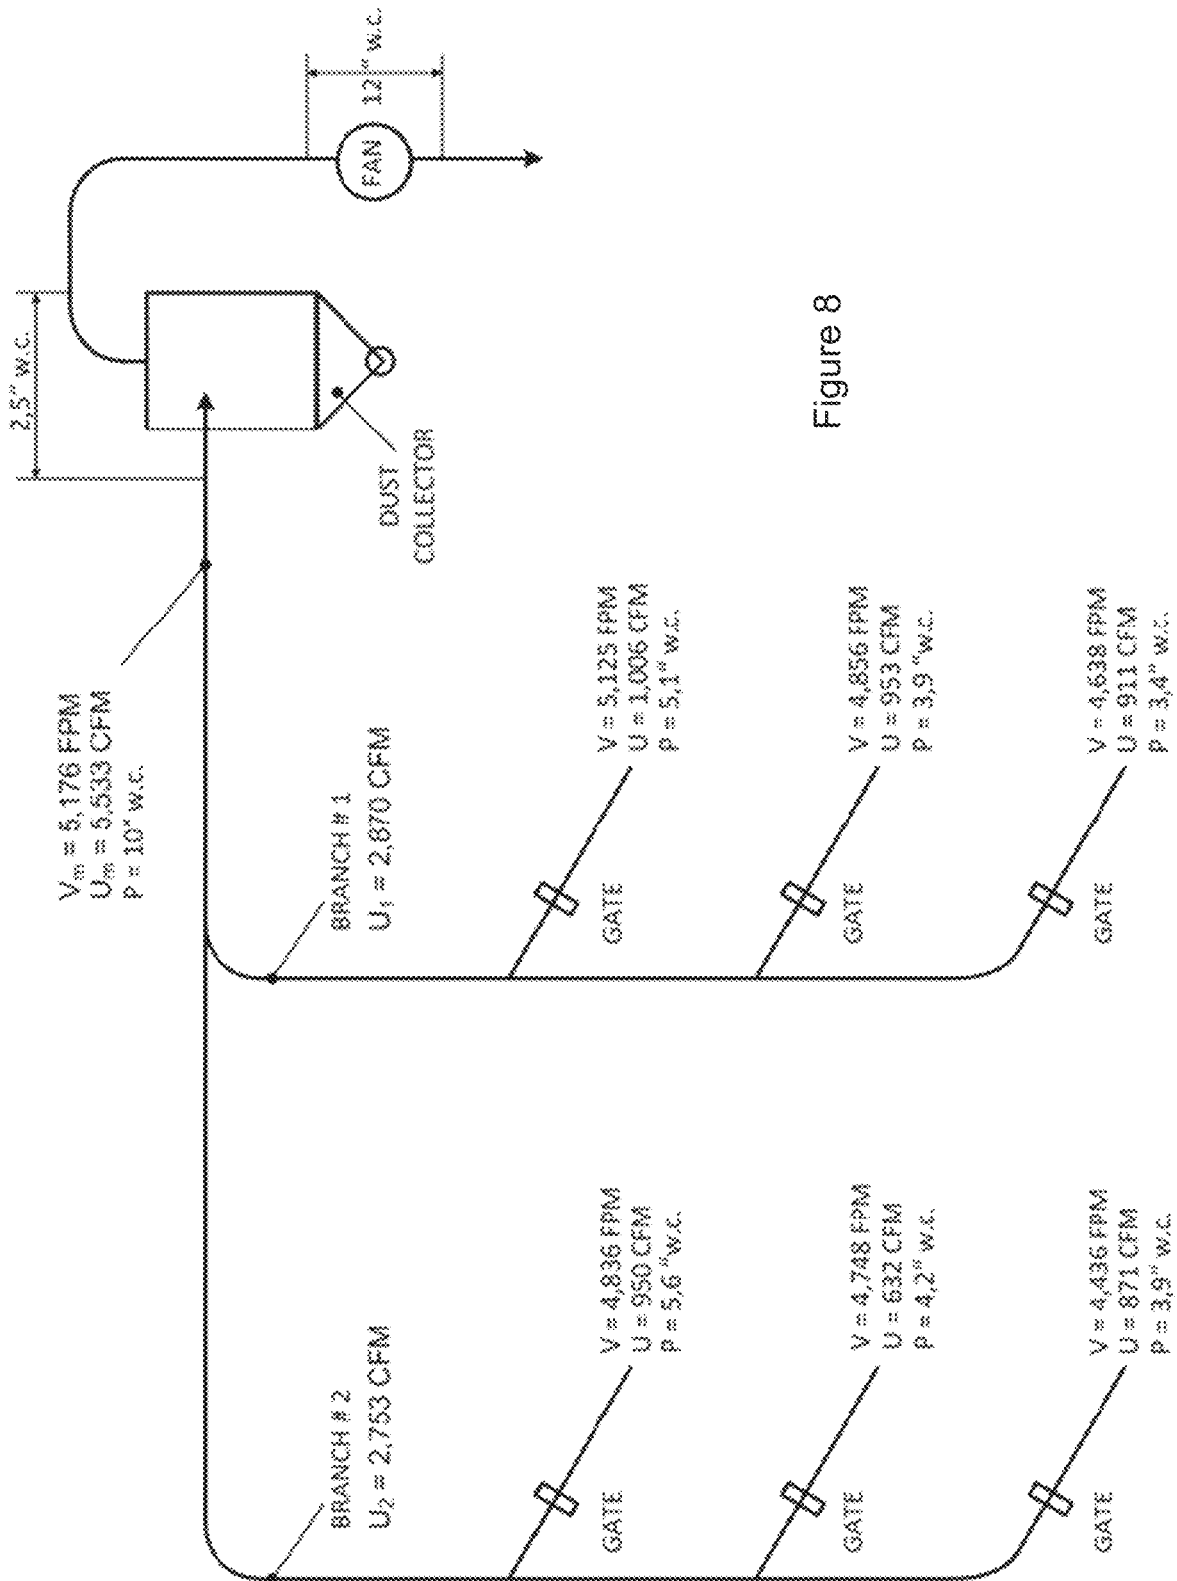 2,5" w.c.
12" w.c.
FAN
DUST
COLLECTOR
Vm = 5,176 FPM
Um = 5,533 CFM
P = 10" w.c.
BRANCH # 1
U1 = 2,870 CFM
BRANCH # 2
U2 = 2,753 CFM
GATE
V = 4,836 FPM
U = 950 CFM
P = 5,6 "w.c.
GATE
V = 5,125 FPM
U = 1,006 CFM
P = 5,1" w.c.
GATE
V = 4,748 FPM
U = 632 CFM
P = 4,2" w.c.
GATE
V = 4,856 FPM
U = 953 CFM
P = 3,9 "w.c.
GATE
V = 4,436 FPM
U = 871 CFM
P = 3,9" w.c.
GATE
V = 4,638 FPM
U = 911 CFM
P = 3,4" w.c.
Figure 8